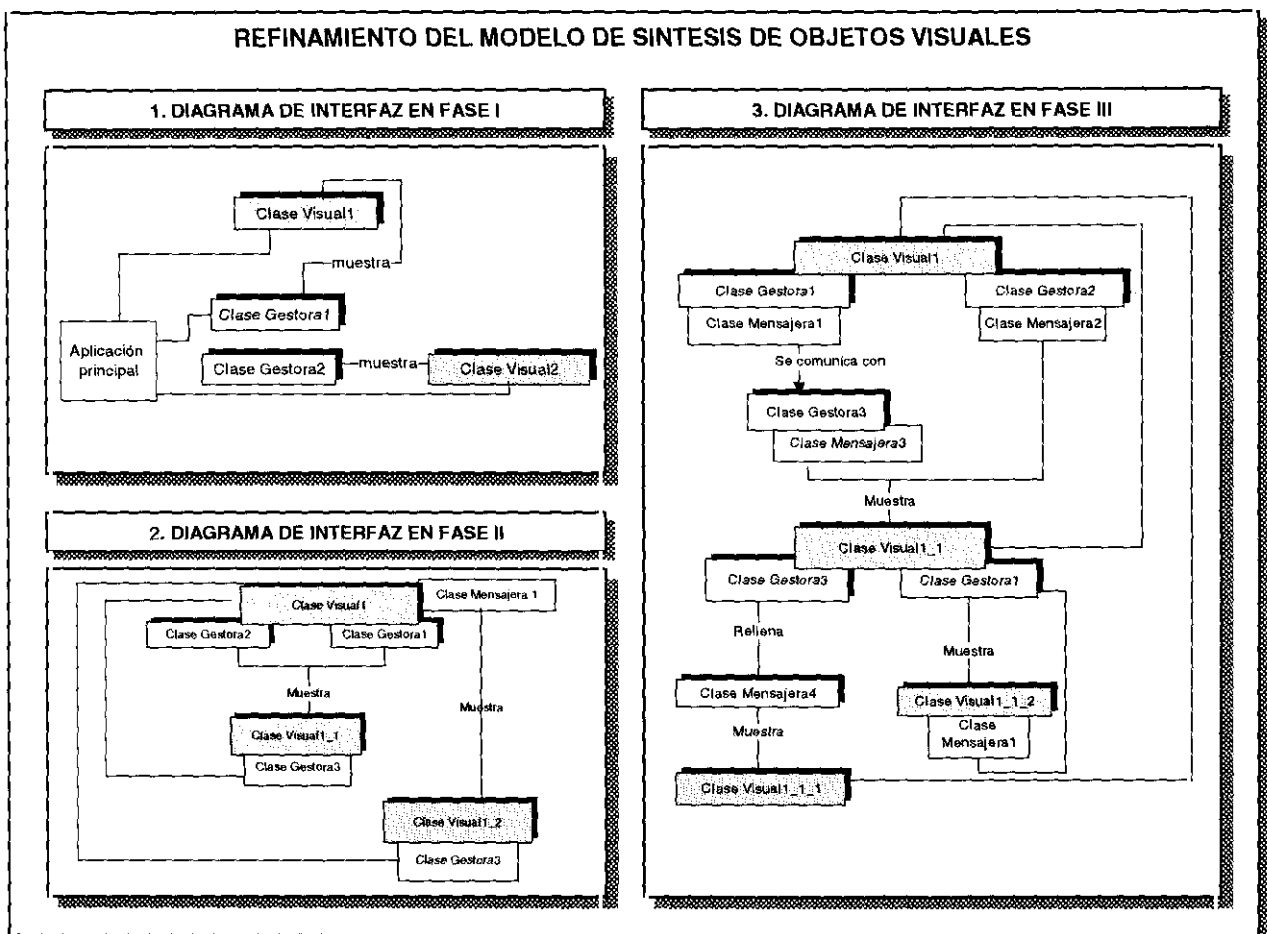 REFINAMIENTO DEL MODELO DE SINTESIS DE OBJETOS VISUALES
1. DIAGRAMA DE INTERFAZ EN FASE I
Clase Visual1
muestra
Clase Gestora1
Aplicación
principal
Clase Gestora2
muestra
Clase Visual2
2. DIAGRAMA DE INTERFAZ EN FASE II
Clase Visual1
Clase Mensajera 1
Clase Gestora2
Clase Gestora1
Muestra
Muestra
Clase Visual1_1
Clase Gestora3
Clase Visual1_2
Clase Gestora3
3. DIAGRAMA DE INTERFAZ EN FASE III
Clase Visual1
Clase Gestora1
Clase Gestora2
Clase Mensajera1
Clase Mensajera2
Se comunica con
Clase Gestora3
Clase Mensajera3
Muestra
Clase Visual1_1
Clase Gestora3
Clase Gestora1
Rellena
Muestra
Clase Mensajera4
Clase Visual1_1_2
Clase
Mensajera1
Muestra
Clase Visual1_1_1